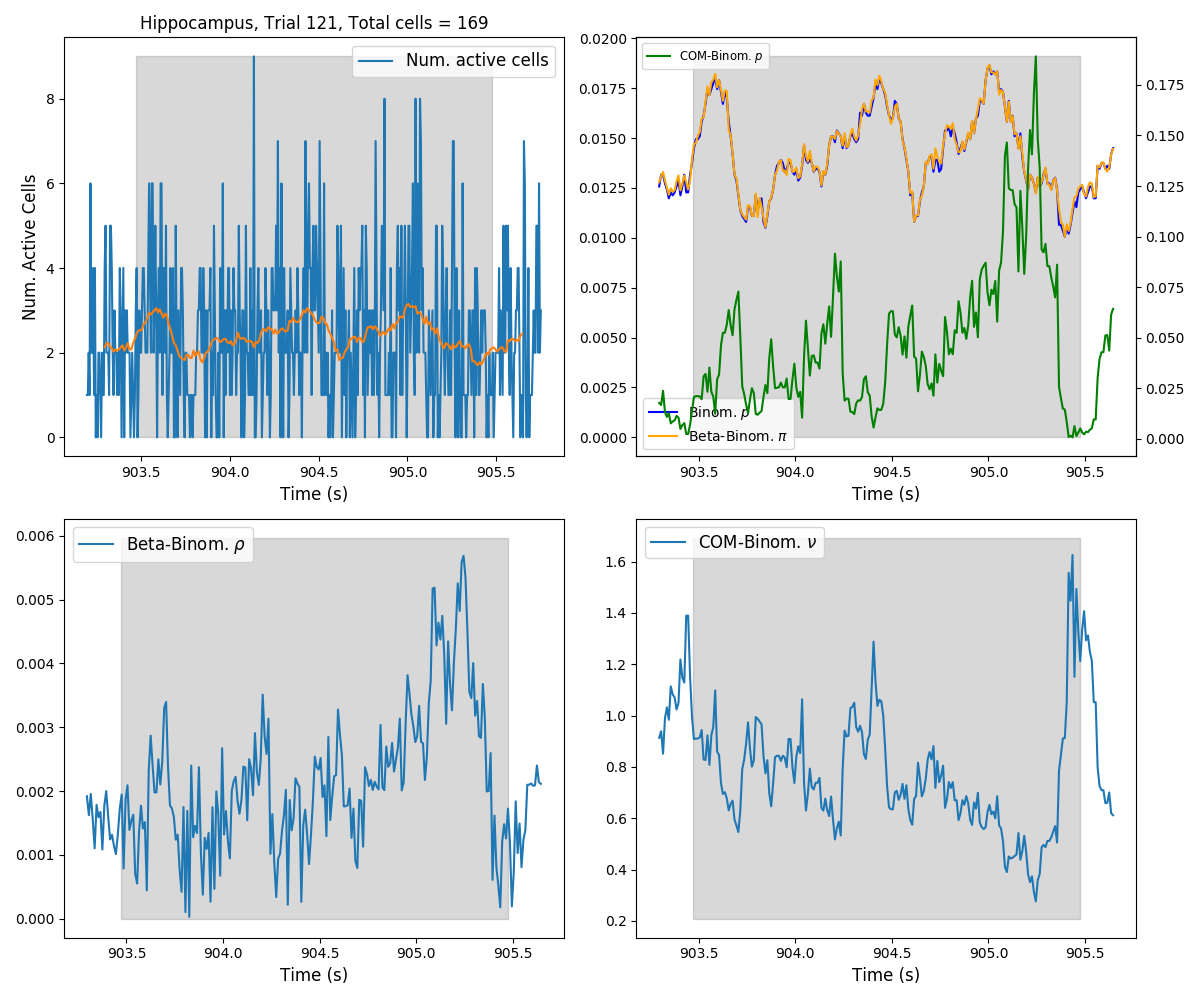 Hippocampus, Trial 121, Total cells = 169
Num. active cells
Num. Active Cells
8
6
4
2
0
903.5 904.0 904.5 905.0 905.5
Time (s)
COM-Binom. p
0.0200
0.0175
0.0150
0.0125
0.0100
0.0075
0.0050
0.0025
0.0000
0.175
0.150
0.125
0.100
0.075
0.050
0.025
0.000
Binom. p
Beta-Binom. π
903.5 904.0 904.5 905.0 905.5
Time (s)
Beta-Binom. ρ
0.006
0.005
0.004
0.003
0.002
0.001
0.000
903.5 904.0 904.5 905.0 905.5
Time (s)
COM-Binom. ν
1.6
1.4
1.2
1.0
0.8
0.6
0.4
0.2
903.5 904.0 904.5 905.0 905.5
Time (s)